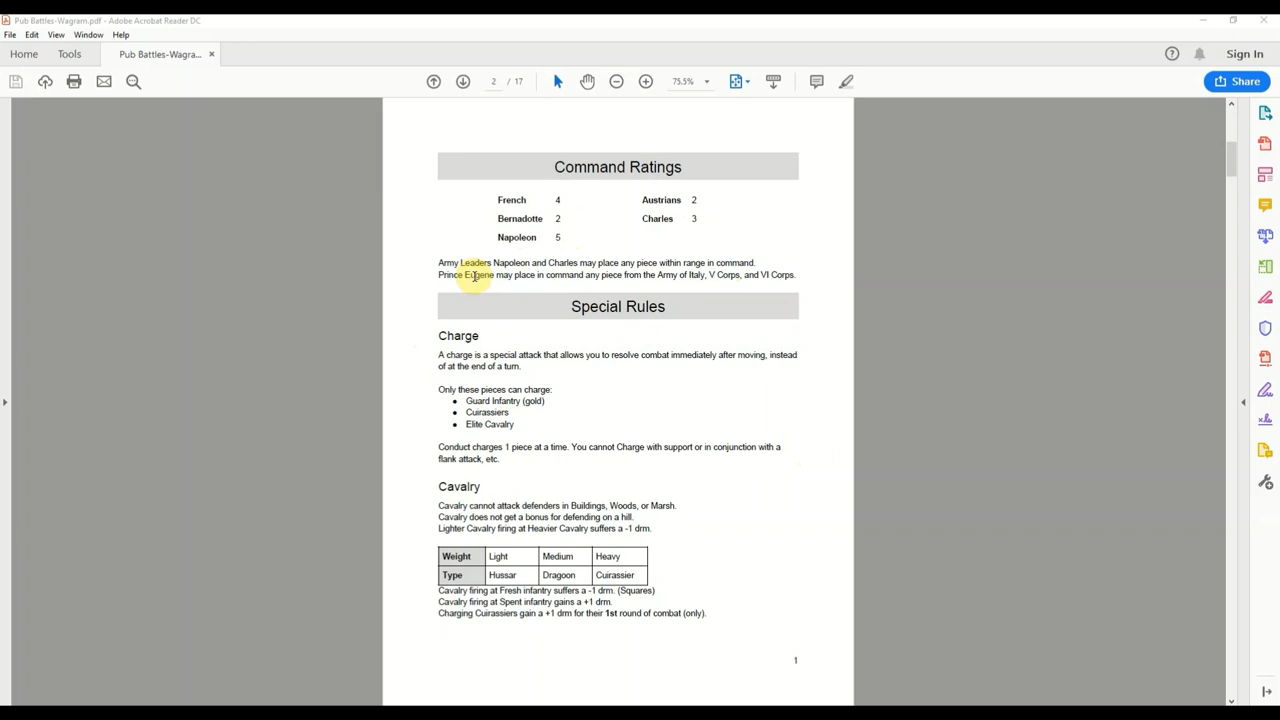 Pub Battles-Wagram.pdf - Adobe Acrobat Reader DC
File Edit View Window Help
Home Tools Pub Battles-Wagra... × Sign In
2 / 17 75.5% Share
Command Ratings
French 4 Austrians 2
Bernadotte 2 Charles 3
Napoleon 5
Army Leaders Napoleon and Charles may place any piece within range in command.
Prince Eugene may place in command any piece from the Army of Italy, V Corps, and VI Corps.
Special Rules
Charge
A charge is a special attack that allows you to resolve combat immediately after moving, instead
of at the end of a turn.
Only these pieces can charge:
● Guard Infantry (gold)
● Cuirassiers
● Elite Cavalry
Conduct charges 1 piece at a time. You cannot Charge with support or in conjunction with a
flank attack, etc.
Cavalry
Cavalry cannot attack defenders in Buildings, Woods, or Marsh.
Cavalry does not get a bonus for defending on a hill.
Lighter Cavalry firing at Heavier Cavalry suffers a -1 drm.
Weight Light Medium Heavy
Type Hussar Dragoon Cuirassier
Cavalry firing at Fresh infantry suffers a -1 drm. (Squares)
Cavalry firing at Spent infantry gains a +1 drm.
Charging Cuirassiers gain a +1 drm for their 1st round of combat (only).
1